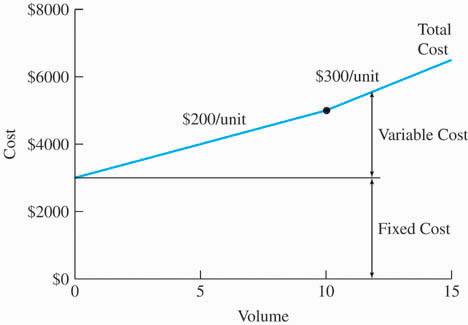 $8000
Total
Cost
$6000
$300/unit
$200/unit
Cost
$4000
Variable Cost
$2000
Fixed Cost
$0
0
5
10
15
Volume